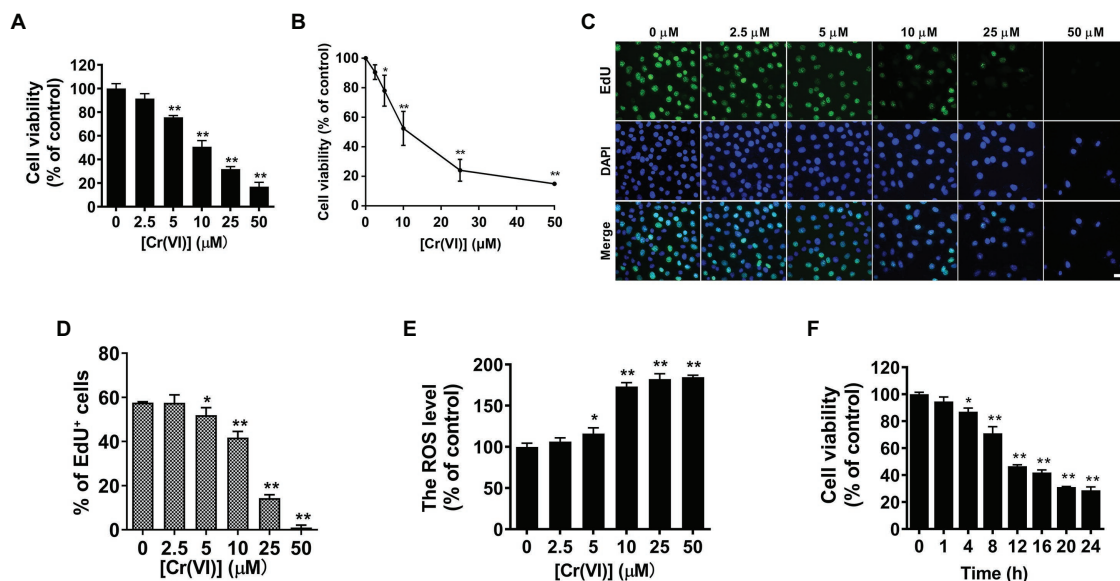 A
120
100
80
60
40
20
0
Cell viability
(% of control)
**
**
**
**
0 2.5 5 10 25 50
[Cr(VI)] (μM)
B
100
80
60
40
20
0
Cell viability (% of control)
*
**
**
**
0 10 20 30 40 50
[Cr(VI)] (μM)
C
0 μM 2.5 μM 5 μM 10 μM 25 μM 50 μM
EdU
DAPI
Merge
D
80
60
40
20
0
% of EdU⁺ cells
*
**
**
**
0 2.5 5 10 25 50
[Cr(VI)] (μM)
E
200
150
100
50
0
The ROS level
(% of control)
*
**
**
**
0 2.5 5 10 25 50
[Cr(VI)] (μM)
F
120
100
80
60
40
20
0
Cell viability
(% of control)
*
**
**
**
**
**
0 1 4 8 12 16 20 24
Time (h)